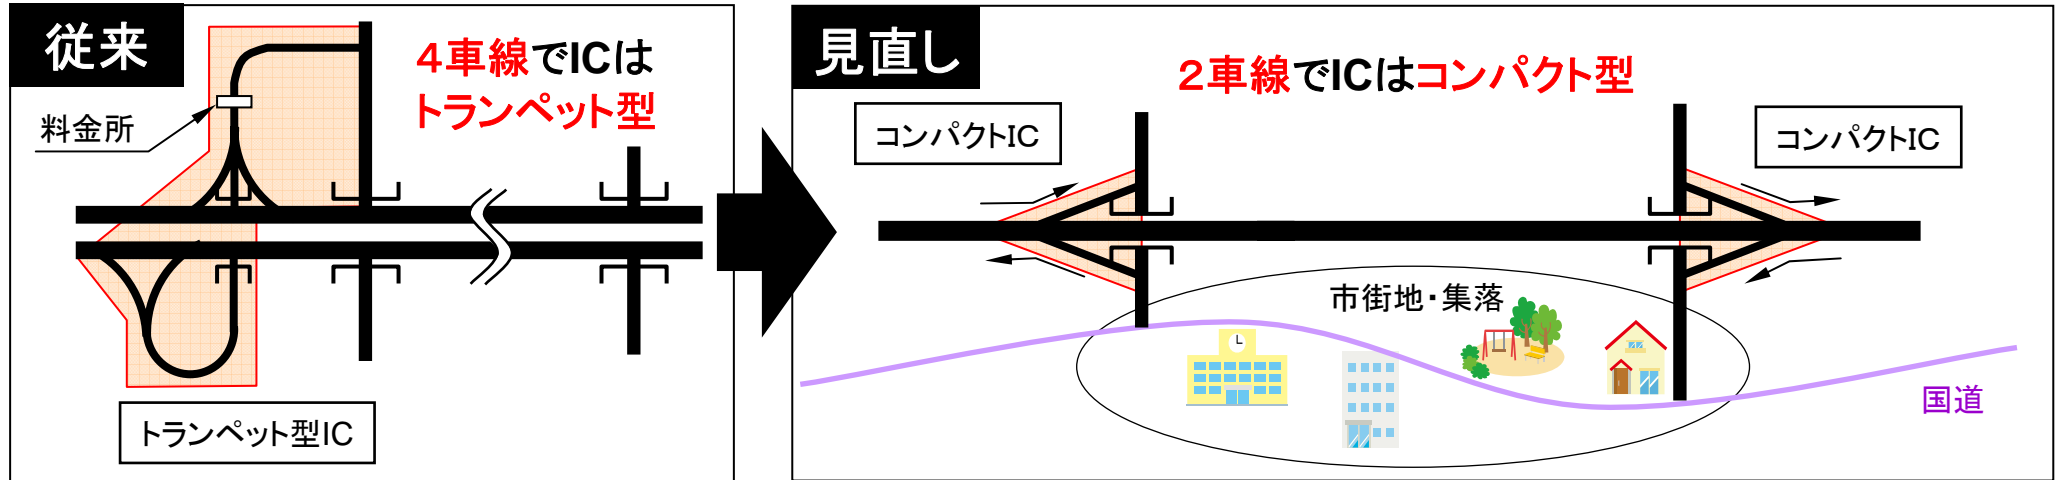 従来
4車線でICは
トランペット型
料金所
トランペット型IC
見直し
2車線でICはコンパクト型
コンパクトIC
コンパクトIC
市街地・集落
国道